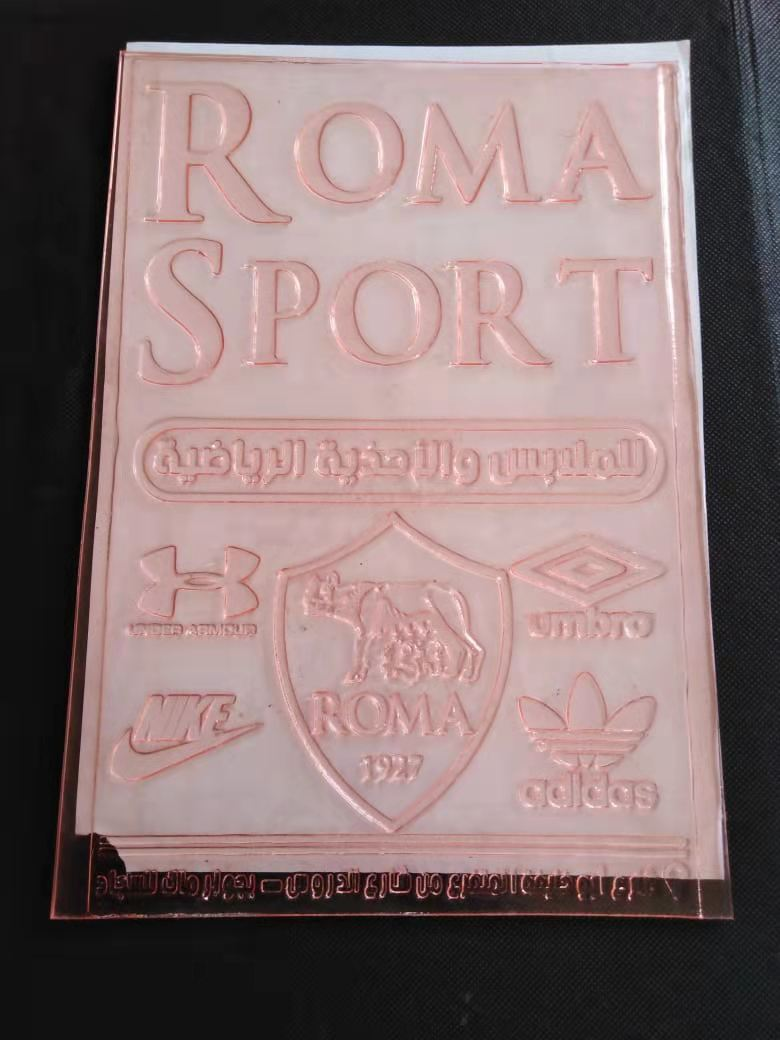 ROMA
SPORT
للملابس والأحذية الرياضية
UNDER ARMOUR
umbro
NIKE
adidas
ROMA
1927